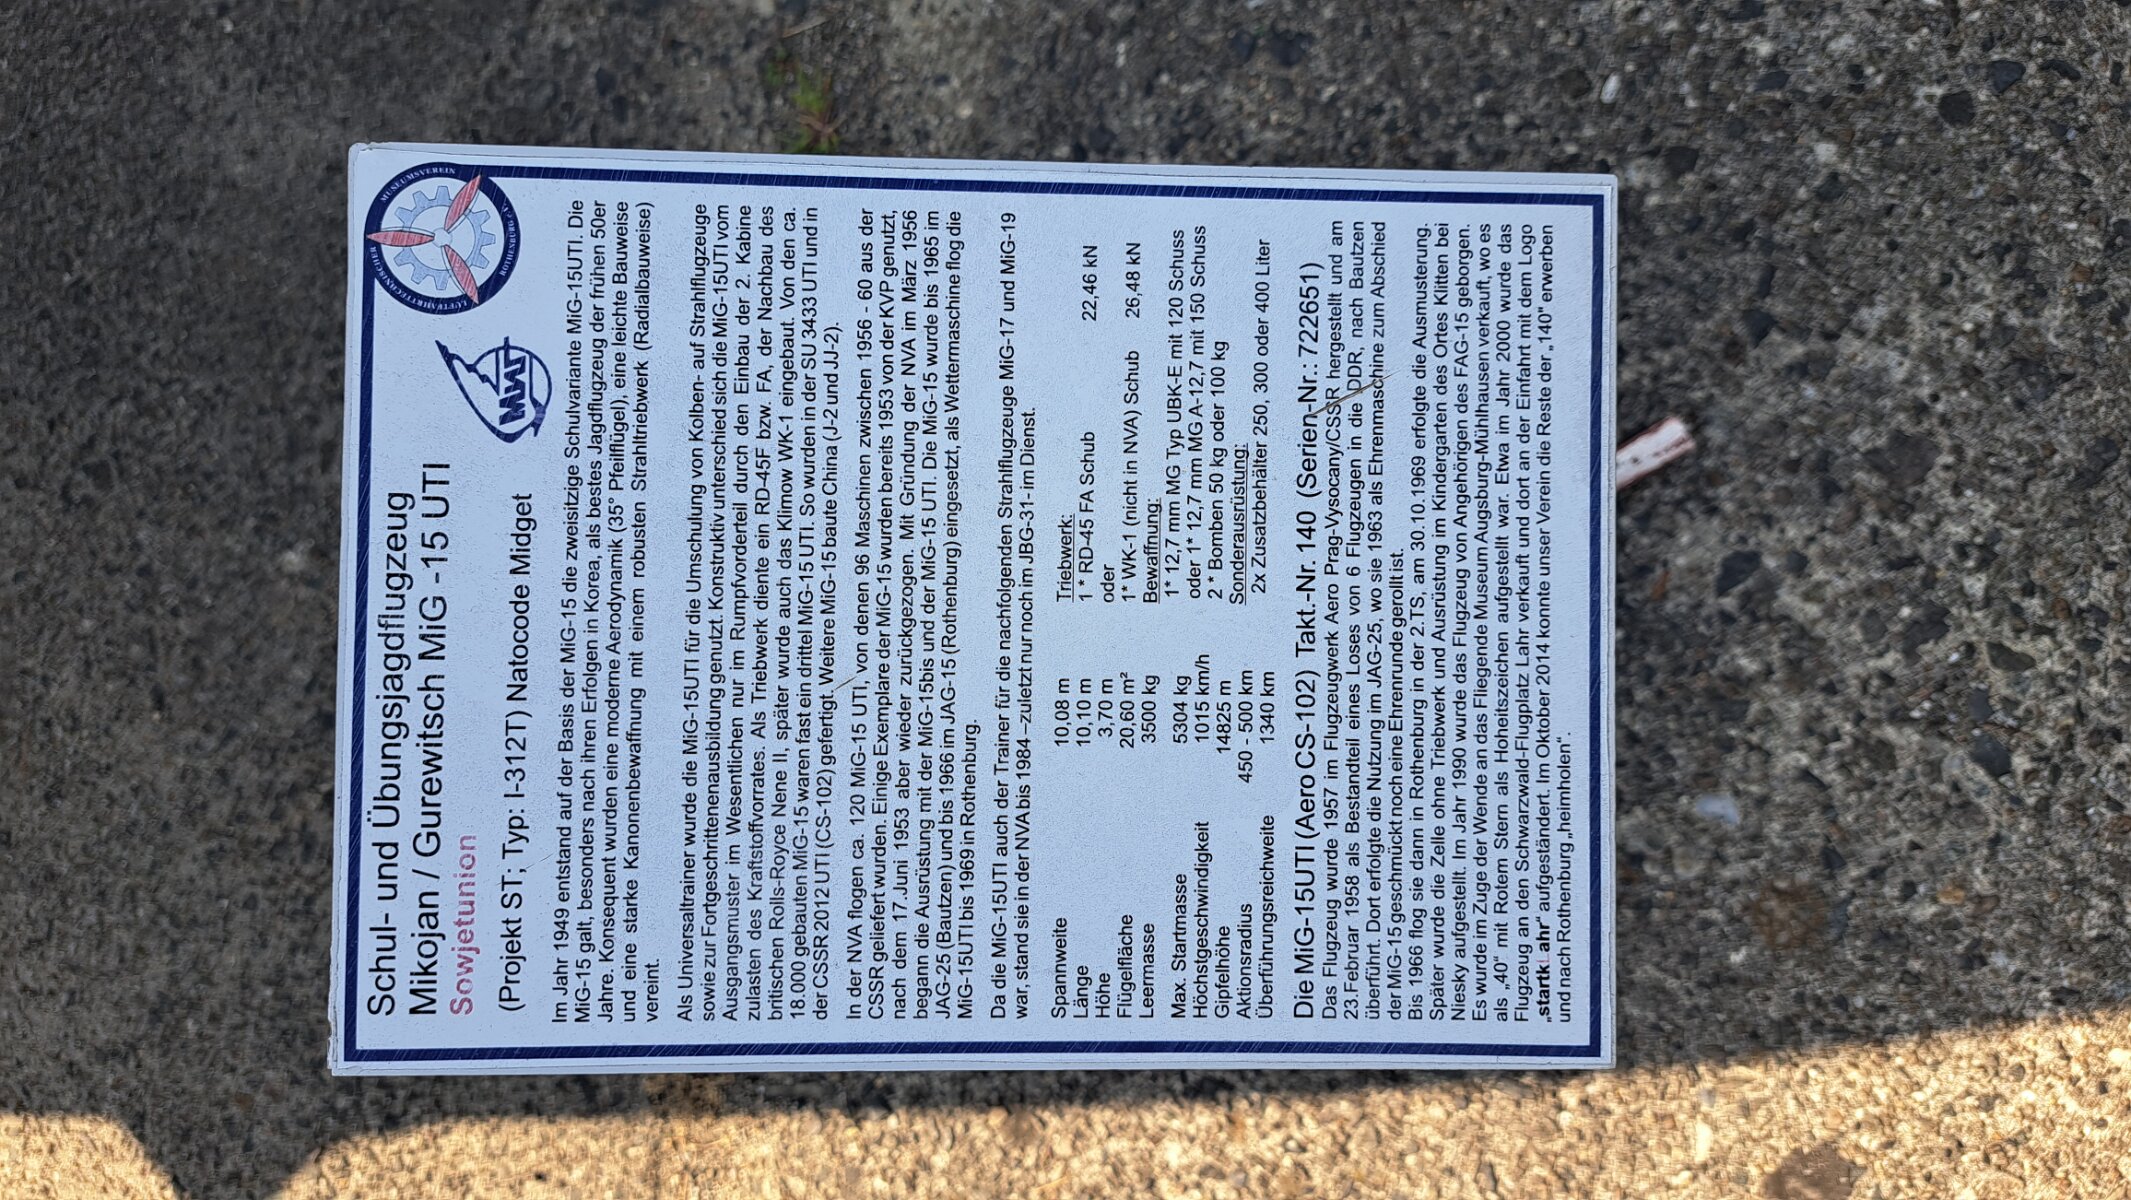 Schul- und Übungsjagdflugzeug
Mikojan / Gurewitsch MiG -15 UTI
Sowjetunion
(Projekt ST; Typ: I-312T) Natocode Midget
MiG
LUFTFAHRTTECHNISCHER MUSEUMSVEREIN ROTHENBURG e.V.
Im Jahr 1949 entstand auf der Basis der MiG-15 die zweisitzige Schulvariante MiG-15UTI. Die
MiG-15 galt, besonders nach ihren Erfolgen in Korea, als bestes Jagdflugzeug der frühen 50er
Jahre. Konsequent wurden eine moderne Aerodynamik (35° Pfeilflügel), eine leichte Bauweise
und eine starke Kanonenbewaffnung mit einem robusten Strahltriebwerk (Radialbauweise)
vereint.
Als Universaltrainer wurde die MiG-15UTI für die Umschulung von Kolben- auf Strahlflugzeuge
sowie zur Fortgeschrittenenausbildung genutzt. Konstruktiv unterschied sich die MiG-15UTI vom
Ausgangsmuster im Wesentlichen nur im Rumpfvorderteil durch den Einbau der 2. Kabine
zulasten des Kraftstoffvorrates. Als Triebwerk diente ein RD-45F bzw. FA, der Nachbau des
britischen Rolls-Royce Nene II, später wurde auch das Klimow WK-1 eingebaut. Von den ca.
18.000 gebauten MiG-15 waren fast ein drittel MiG-15 UTI. So wurden in der SU 3433 UTI und in
der CSSR 2012 UTI (CS-102) gefertigt. Weitere MiG-15 baute China (J-2 und JJ-2).
In der NVA flogen ca. 120 MiG-15 UTI, von denen 96 Maschinen zwischen 1956 - 60 aus der
CSSR geliefert wurden. Einige Exemplare der MiG-15 wurden bereits 1953 von der KVP genutzt,
nach dem 17. Juni 1953 aber wieder zurückgezogen. Mit Gründung der NVA im März 1956
begann die Ausrüstung mit der MiG-15bis und der MiG-15 UTI. Die MiG-15 wurde bis 1965 im
JAG-25 (Bautzen) und bis 1966 im JAG-15 (Rothenburg) eingesetzt, als Wettermaschine flog die
MiG-15UTI bis 1969 in Rothenburg.
Da die MiG-15UTI auch der Trainer für die nachfolgenden Strahlflugzeuge MiG-17 und MiG-19
war, stand sie in der NVA bis 1984 –zuletzt nur noch im JBG-31- im Dienst.
Spannweite 10,08 m
Länge 10,10 m
Höhe 3,70 m
Flügelfläche 20,60 m²
Leermasse 3500 kg
Max. Startmasse 5304 kg
Höchstgeschwindigkeit 1015 km/h
Gipfelhöhe 14825 m
Aktionsradius 450 - 500 km
Überführungsreichweite 1340 km
Triebwerk:
1 * RD-45 FA Schub 22,46 kN
oder
1* WK-1 (nicht in NVA) Schub 26,48 kN
Bewaffnung:
1* 12,7 mm MG Typ UBK-E mit 120 Schuss
oder 1* 12,7 mm MG A-12,7 mit 150 Schuss
2 * Bomben 50 kg oder 100 kg
Sonderausrüstung:
2x Zusatzbehälter 250, 300 oder 400 Liter
Die MiG-15UTI (Aero CS-102) Takt.-Nr. 140 (Serien-Nr.: 722651)
Das Flugzeug wurde 1957 im Flugzeugwerk Aero Prag-Vysocany/CSSR hergestellt und am
23.Februar 1958 als Bestandteil eines Loses von 6 Flugzeugen in die DDR, nach Bautzen
überführt. Dort erfolgte die Nutzung im JAG-25, wo sie 1963 als Ehrenmaschine zum Abschied
der MiG-15 geschmückt noch eine Ehrenrunde gerollt ist.
Bis 1966 flog sie dann in Rothenburg in der 2.TS, am 30.10.1969 erfolgte die Ausmusterung.
Später wurde die Zelle ohne Triebwerk und Ausrüstung im Kindergarten des Ortes Klitten bei
Niesky aufgestellt. Im Jahr 1990 wurde das Flugzeug von Angehörigen des FAG-15 geborgen.
Es wurde im Zuge der Wende an das Fliegende Museum Augsburg-Mühlhausen verkauft, wo es
als „40“ mit Rotem Stern als Hoheitszeichen aufgestellt war. Etwa im Jahr 2000 wurde das
Flugzeug an den Schwarzwald-Flugplatz Lahr verkauft und dort an der Einfahrt mit dem Logo
„startkLahr“ aufgeständert. Im Oktober 2014 konnte unser Verein die Reste der „140“ erwerben
und nach Rothenburg „heimholen“.